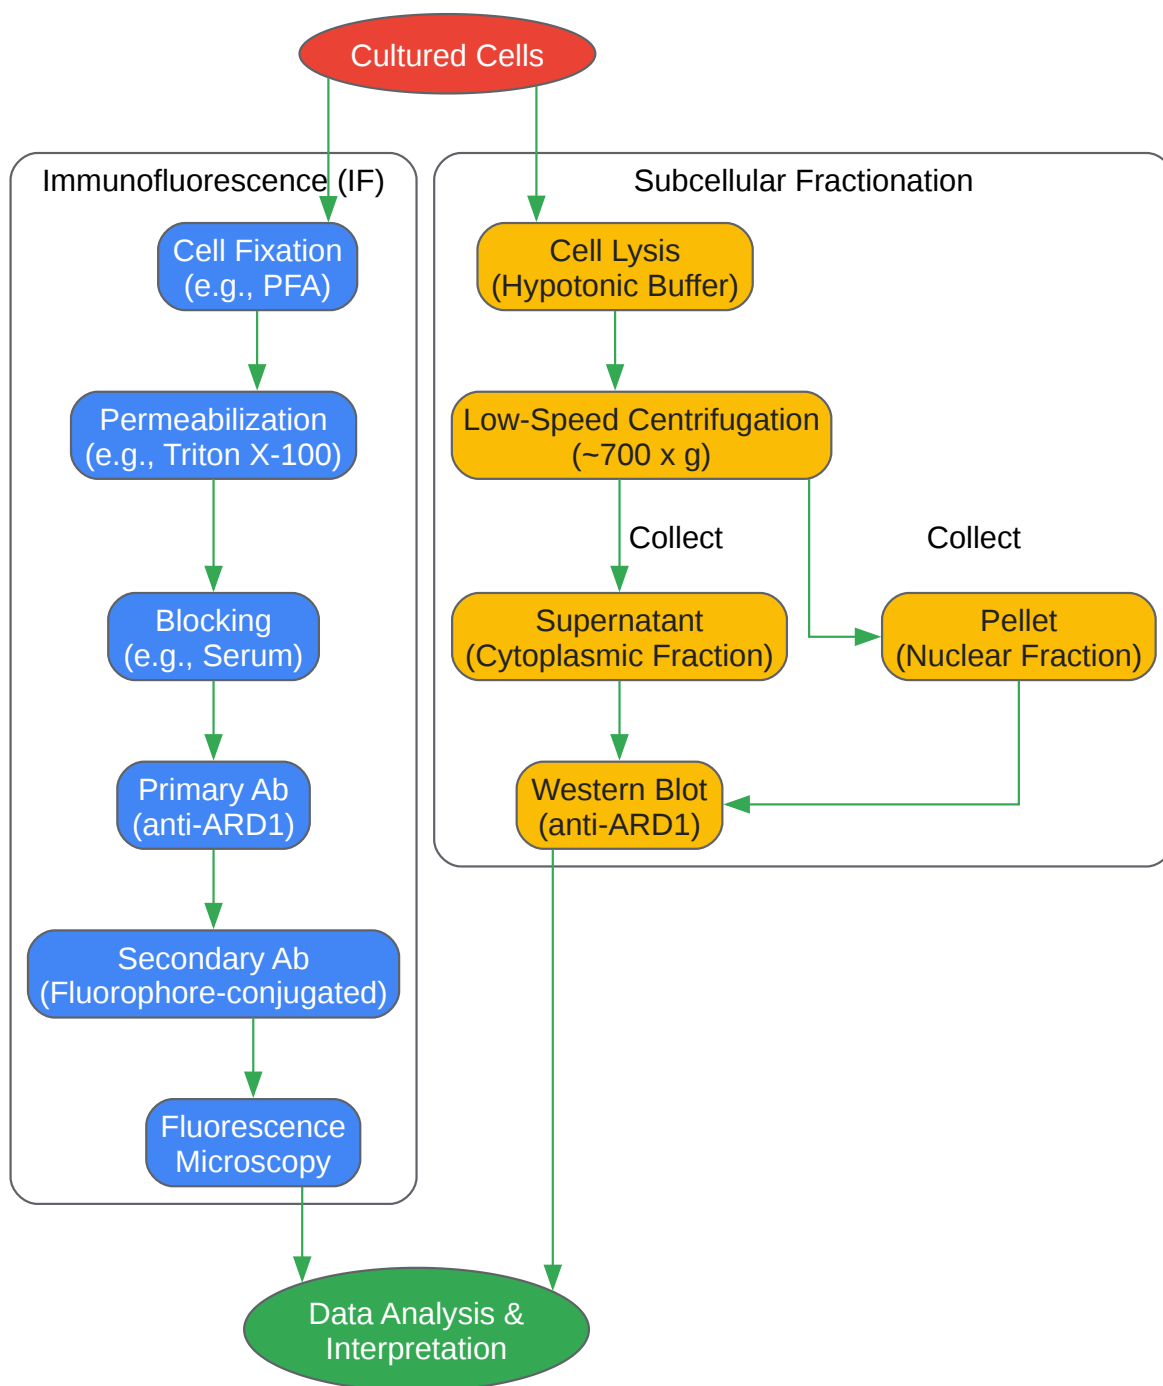 Cultured Cells
Immunofluorescence (IF)
Cell Fixation
(e.g., PFA)
Permeabilization
(e.g., Triton X-100)
Blocking
(e.g., Serum)
Primary Ab
(anti-ARD1)
Secondary Ab
(Fluorophore-conjugated)
Fluorescence
Microscopy
Subcellular Fractionation
Cell Lysis
(Hypotonic Buffer)
Low-Speed Centrifugation
(~700 x g)
Collect
Collect
Supernatant
(Cytoplasmic Fraction)
Pellet
(Nuclear Fraction)
Western Blot
(anti-ARD1)
Data Analysis &
Interpretation